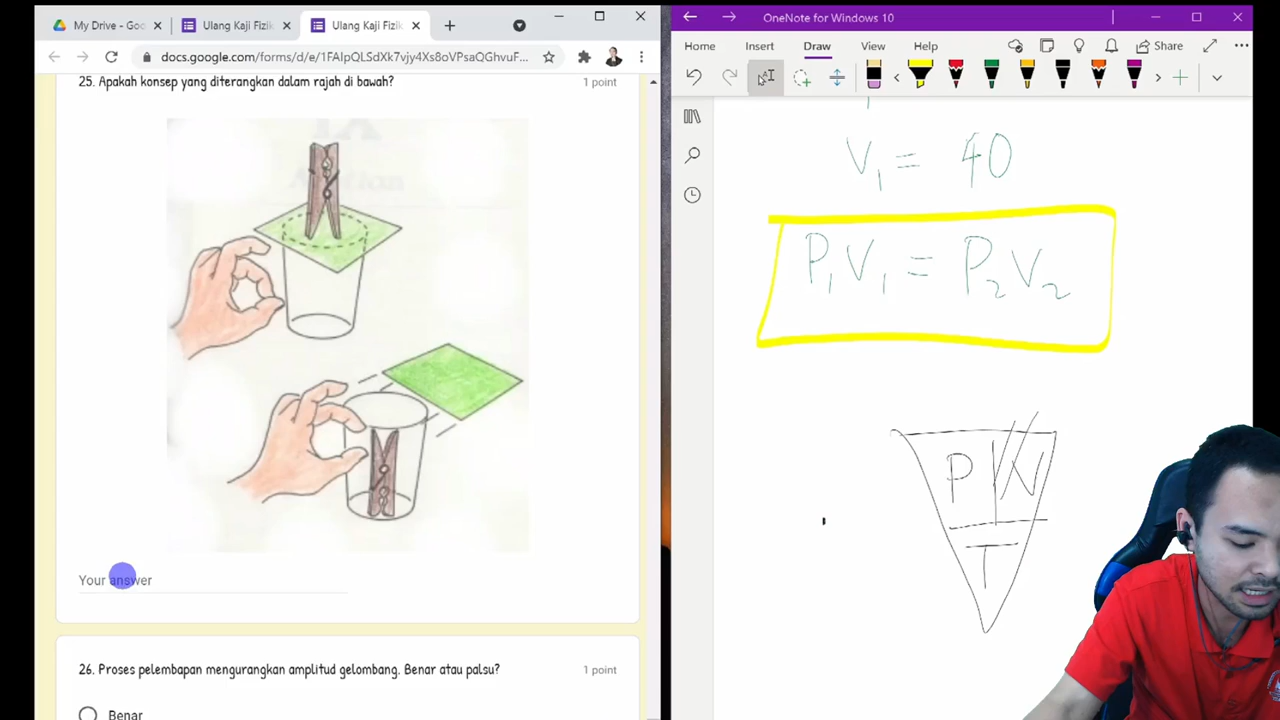 My Drive - Goo
Ulang Kaji Fizik
Ulang Kaji Fizik
docs.google.com/forms/d/e/1FAIpQLSdXk7vjy4Xs8oVPsaQGhvuF...
25. Apakah konsep yang diterangkan dalam rajah di bawah?
1 point
Your answer
26. Proses pelembapan mengurangkan amplitud gelombang. Benar atau palsu?
1 point
Benar
OneNote for Windows 10
Home
Insert
Draw
View
Help
Share
V₁ = 40
P₁V₁ = P₂V₂
P V
T